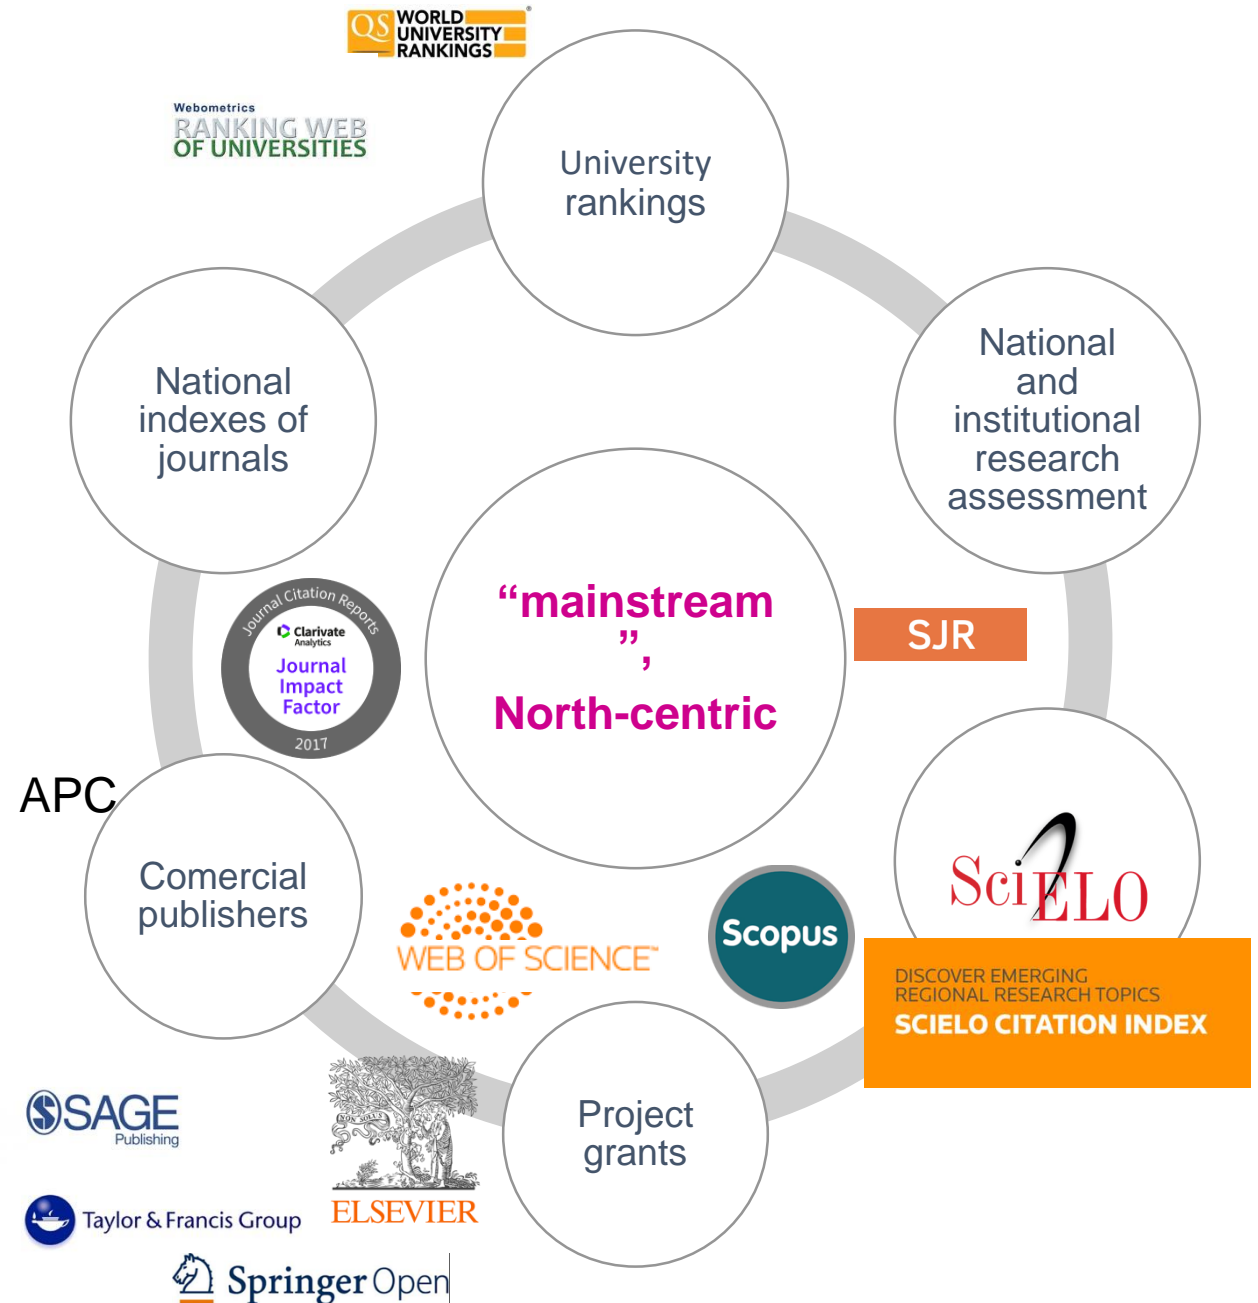 QS WORLD
UNIVERSITY
RANKINGS
®
Webometrics
RANKING WEB
OF UNIVERSITIES
University
rankings
National
indexes of
journals
National
and
institutional
research
assessment
“mainstream
”,
North-centric
Journal Citation Reports
Clarivate
Analytics
Journal
Impact
Factor
2017
SJR
APC
Comercial
publishers
SciELO
WEB OF SCIENCE™
Scopus
DISCOVER EMERGING
REGIONAL RESEARCH TOPICS
SCIELO CITATION INDEX
Project
grants
SAGE
Publishing
NON SOLUS
ELSEVIER
Taylor & Francis Group
Springer Open